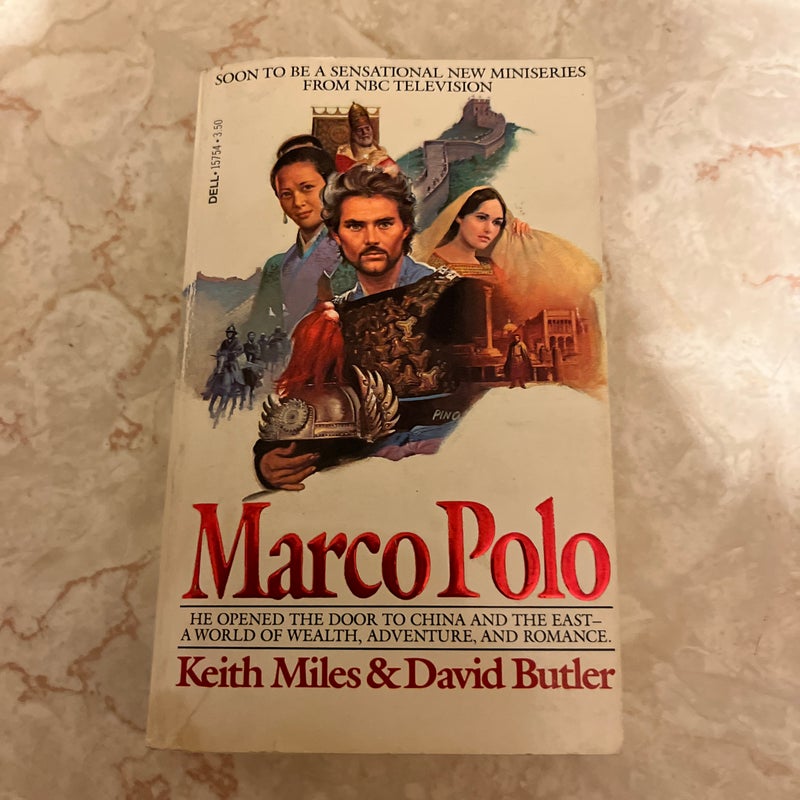 SOON TO BE A SENSATIONAL NEW MINISERIES
FROM NBC TELEVISION
DELL • 15754 • 3.50
PINO
Marco Polo
HE OPENED THE DOOR TO CHINA AND THE EAST–
A WORLD OF WEALTH, ADVENTURE, AND ROMANCE.
Keith Miles & David Butler